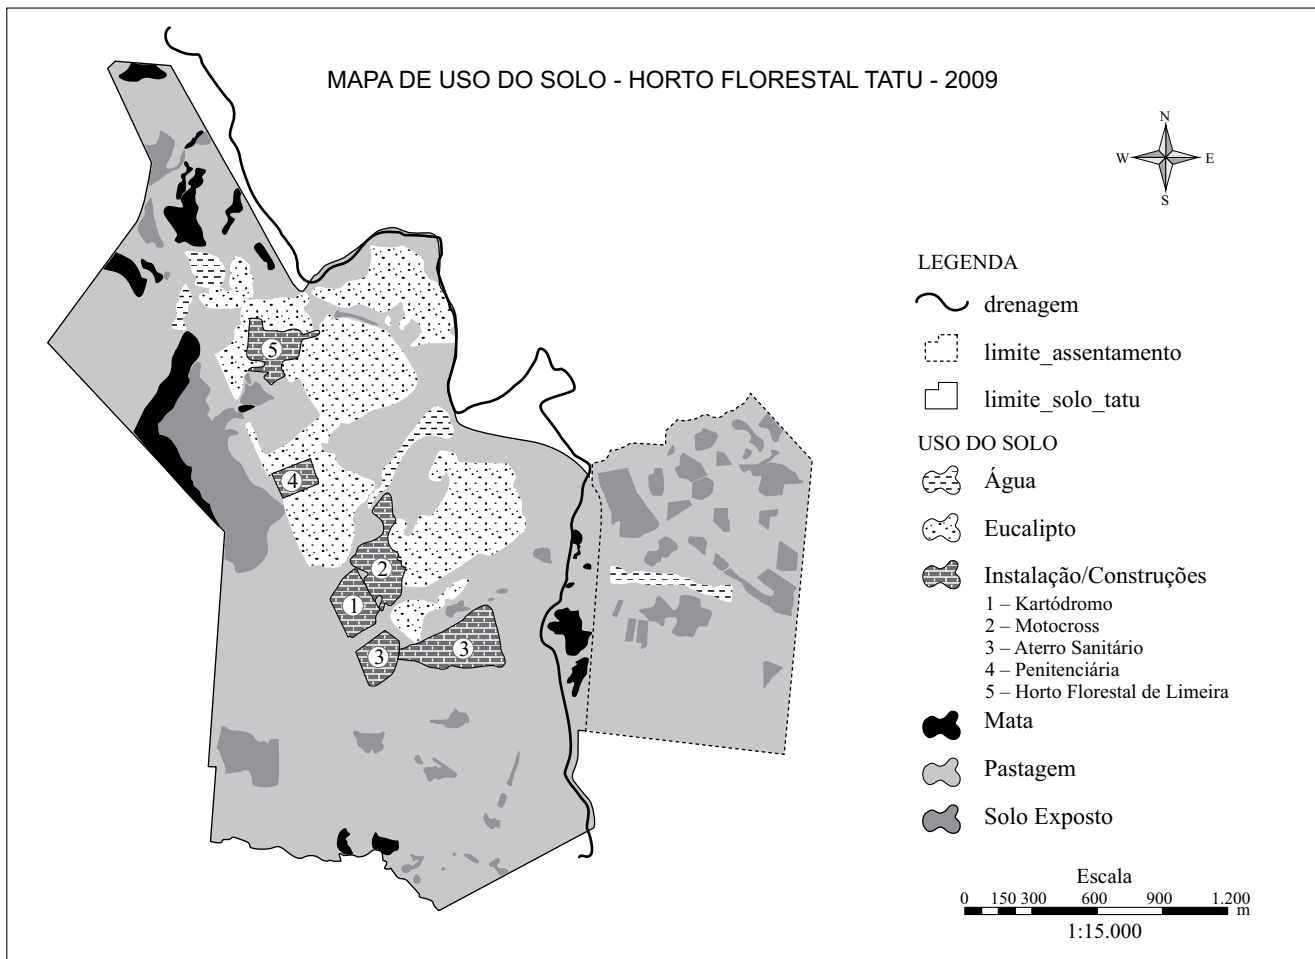 MAPA DE USO DO SOLO - HORTO FLORESTAL TATU - 2009
N
W E
S
LEGENDA
drenagem
limite_assentamento
limite_solo_tatu
USO DO SOLO
Água
Eucalipto
Instalação/Construções
1 – Kartódromo
2 – Motocross
3 – Aterro Sanitário
4 – Penitenciária
5 – Horto Florestal de Limeira
Mata
Pastagem
Solo Exposto
Escala
0 150 300 600 900 1.200
m
1:15.000
5
4
2
1
3
3